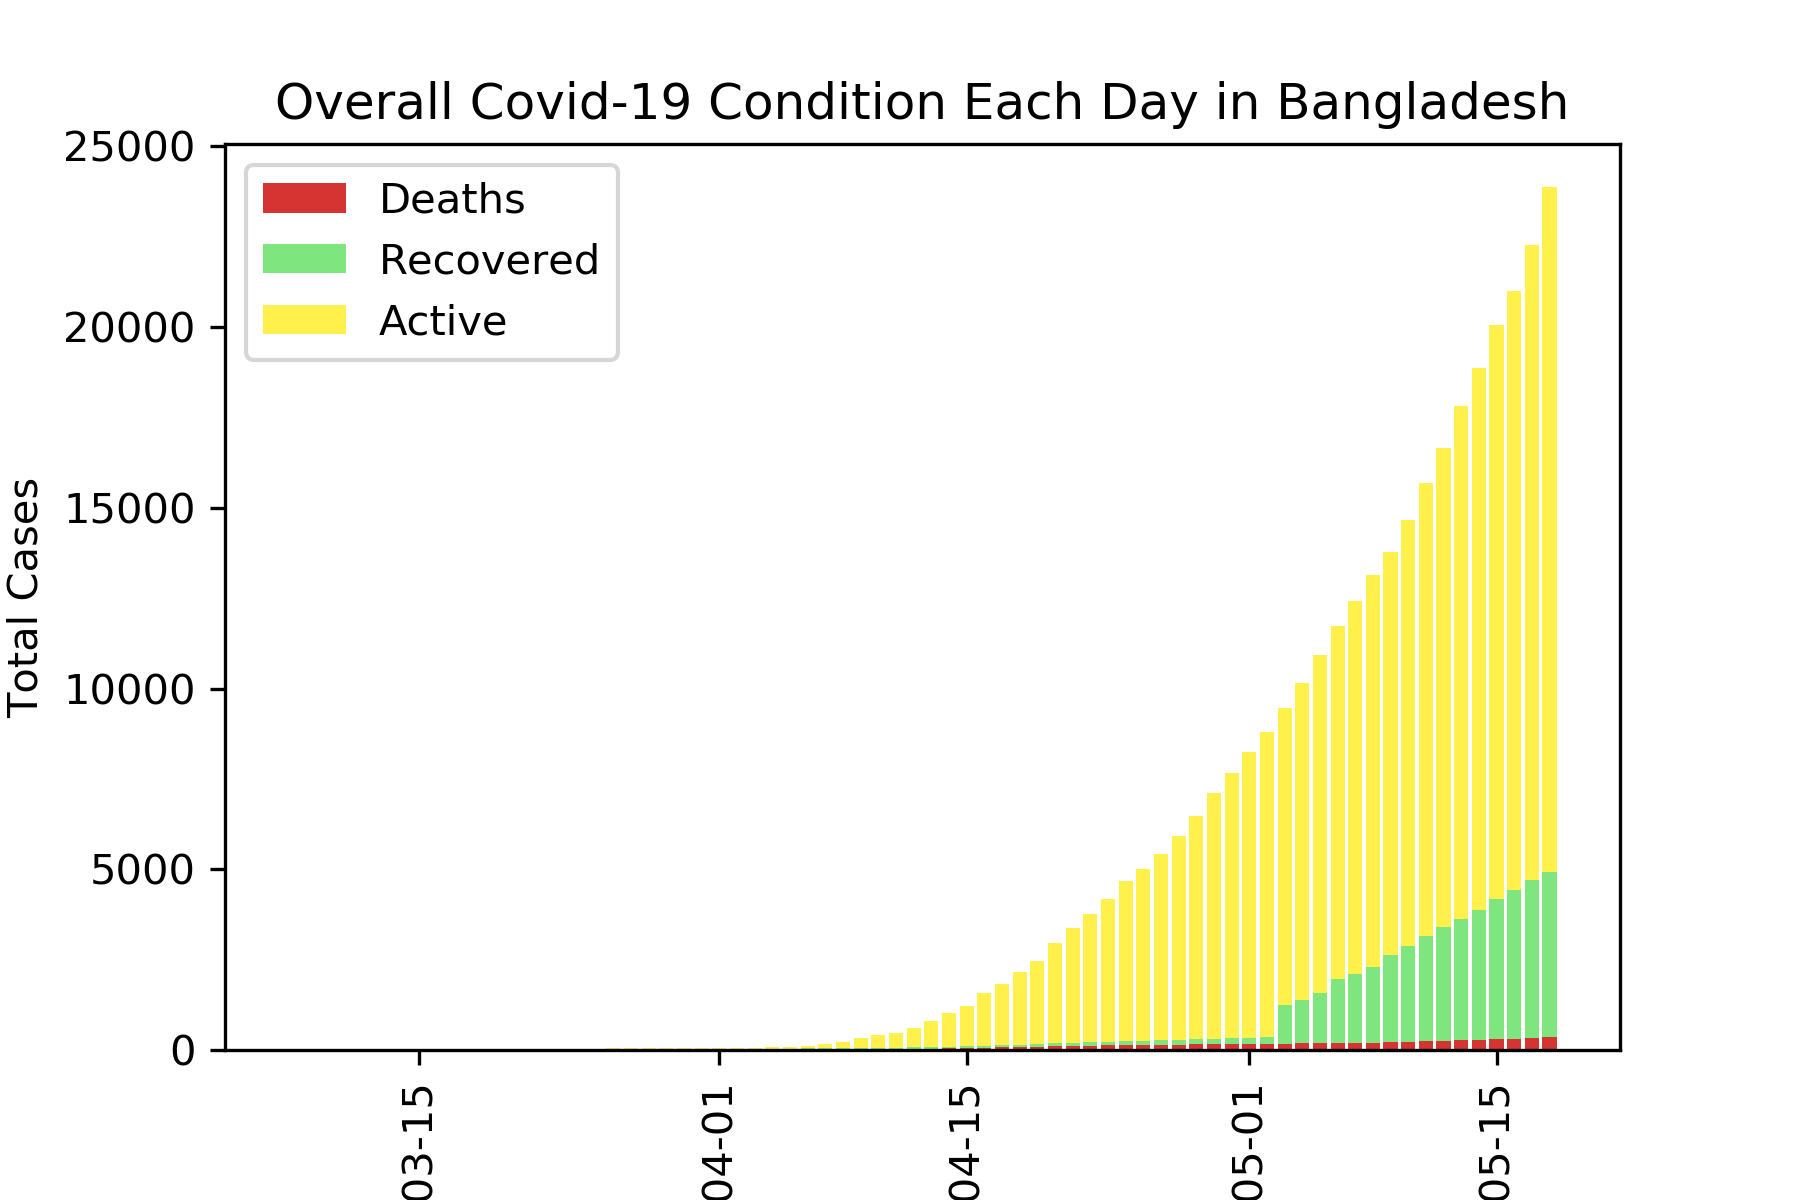 Overall Covid-19 Condition Each Day in Bangladesh
Deaths
Recovered
Active
Total Cases
25000
20000
15000
10000
5000
0
03-15
04-01
04-15
05-01
05-15